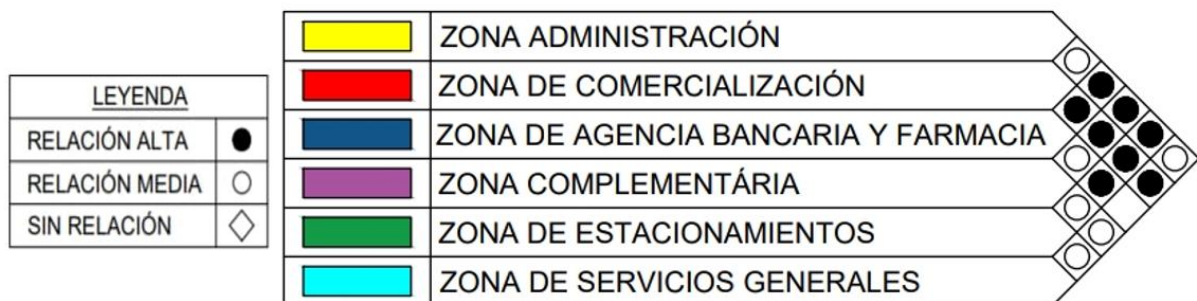 LEYENDA
RELACIÓN ALTA
RELACIÓN MEDIA
SIN RELACIÓN
ZONA ADMINISTRACIÓN
ZONA DE COMERCIALIZACIÓN
ZONA DE AGENCIA BANCARIA Y FARMACIA
ZONA COMPLEMENTÁRIA
ZONA DE ESTACIONAMIENTOS
ZONA DE SERVICIOS GENERALES